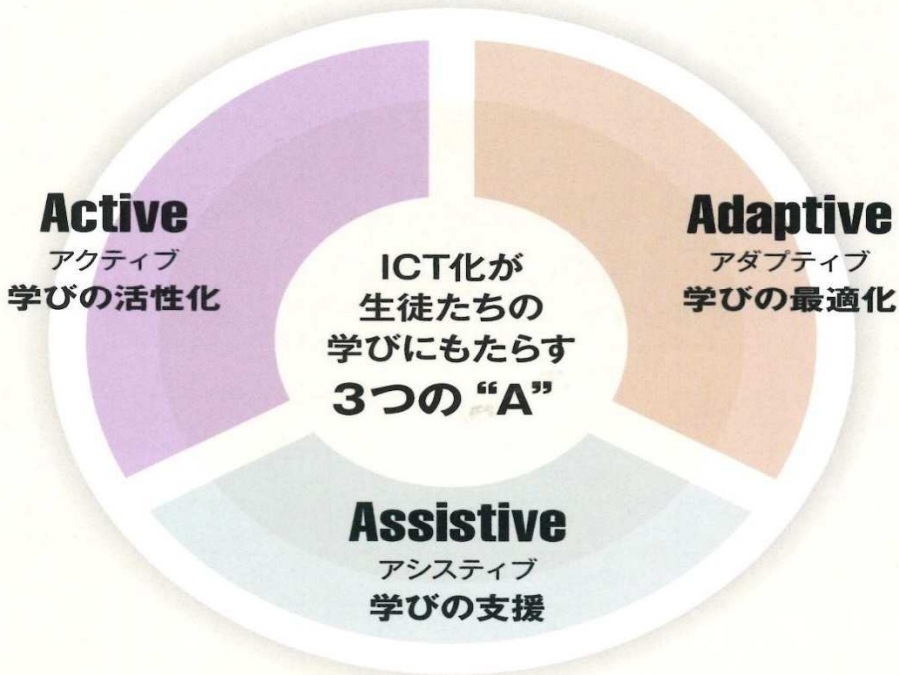 Active
アクティブ
学びの活性化
Adaptive
アダプティブ
学びの最適化
ICT化が
生徒たちの
学びにもたらす
3つの “A”
Assistive
アシスティブ
学びの支援